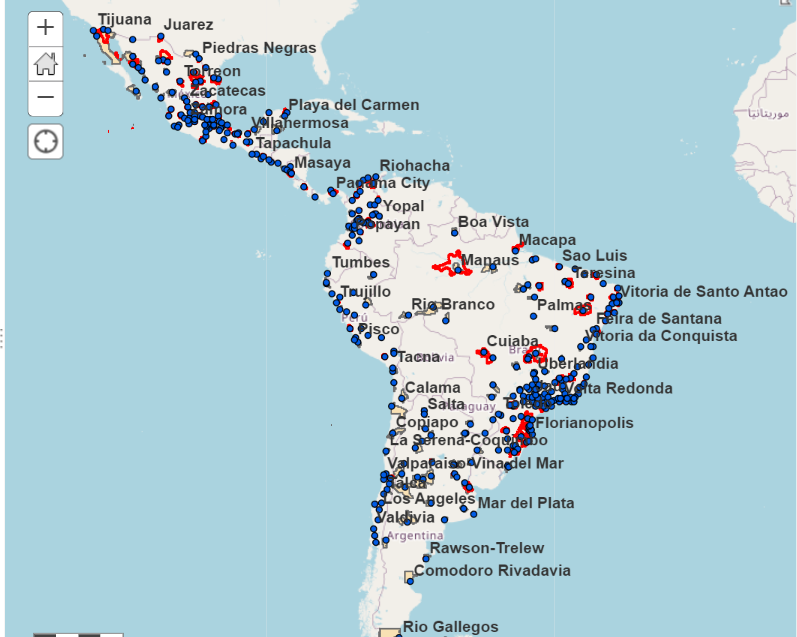 Tijuana
Juarez
Piedras Negras
Torreon
Zacatecas
Playa del Carmen
Villahermosa
Tapachula
Masaya
موريتانيا
Riohacha
Panama City
Yopal
Popayan
Boa Vista
Macapa
Manaus
Sao Luis
Teresina
Tumbes
Trujillo
Rio Branco
Palmas
Vitoria de Santo Antao
Feira de Santana
Perú
Pisco
Vitoria da Conquista
Cuiaba
Tacna
Uberlandia
Calama
Volta Redonda
Salta
Paraguay
Copiapo
Florianopolis
La Serena-Coquimbo
Valparaiso-Vina del Mar
Talca
Los Angeles
Mar del Plata
Valdivia
Argentina
Rawson-Trelew
Comodoro Rivadavia
Rio Gallegos